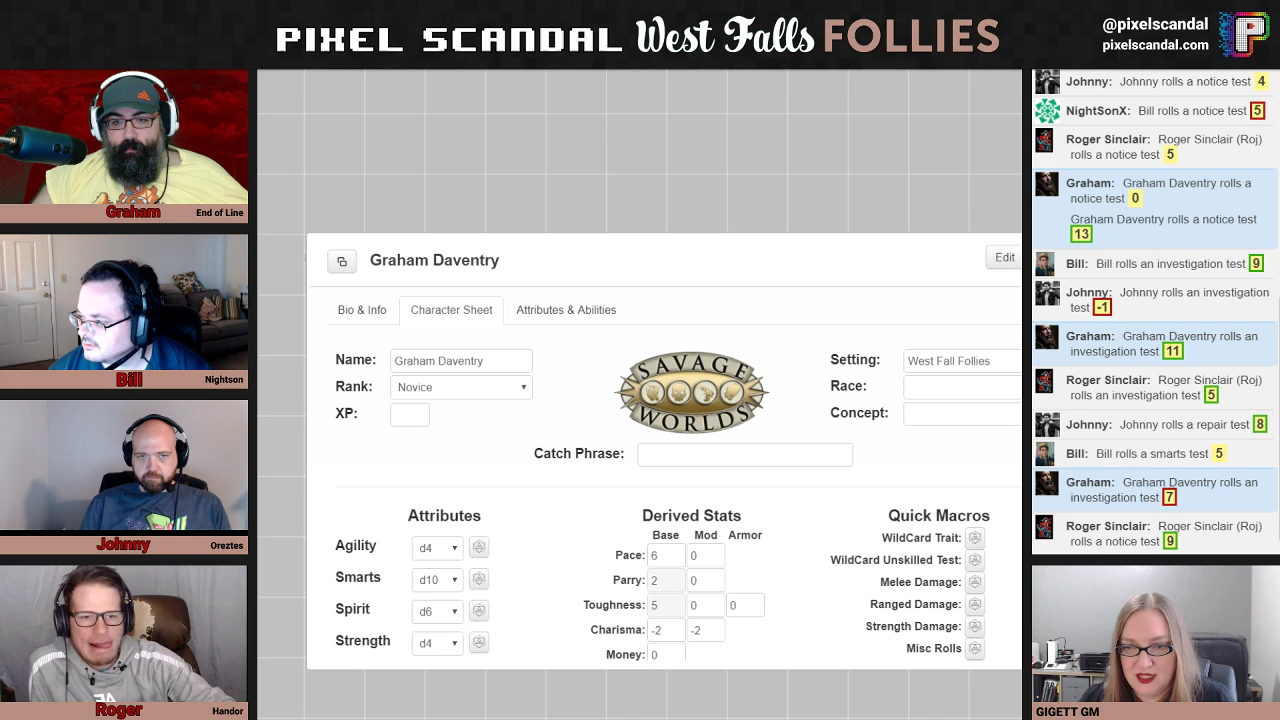 PIXEL SCANDAL West Falls FOLLIES
@pixelscandal
pixelscandal.com
Graham
End of Line
Bill
Nightson
Johnny
Oreztes
Roger
Handor
Graham Daventry
Edit
Bio & Info
Character Sheet
Attributes & Abilities
Name: Graham Daventry
Rank: Novice
XP:
SAVAGE
WORLDS
Setting: West Fall Follies
Race:
Concept:
Catch Phrase:
Attributes
Agility d4
Smarts d10
Spirit d6
Strength d4
Derived Stats
Base Mod Armor
Pace: 6 0
Parry: 2 0
Toughness: 5 0 0
Charisma: -2 -2
Money: 0
Quick Macros
WildCard Trait:
WildCard Unskilled Test:
Melee Damage:
Ranged Damage:
Strength Damage:
Misc Rolls
Johnny: Johnny rolls a notice test 4
NightSonX: Bill rolls a notice test 5
Roger Sinclair: Roger Sinclair (Roj)
rolls a notice test 5
Graham: Graham Daventry rolls a
notice test 0
Graham Daventry rolls a notice test
13
Bill: Bill rolls an investigation test 9
Johnny: Johnny rolls an investigation
test -1
Graham: Graham Daventry rolls an
investigation test 11
Roger Sinclair: Roger Sinclair (Roj)
rolls an investigation test 5
Johnny: Johnny rolls a repair test 8
Bill: Bill rolls a smarts test 5
Graham: Graham Daventry rolls an
investigation test 7
Roger Sinclair: Roger Sinclair (Roj)
rolls a notice test 9
GIGETT GM